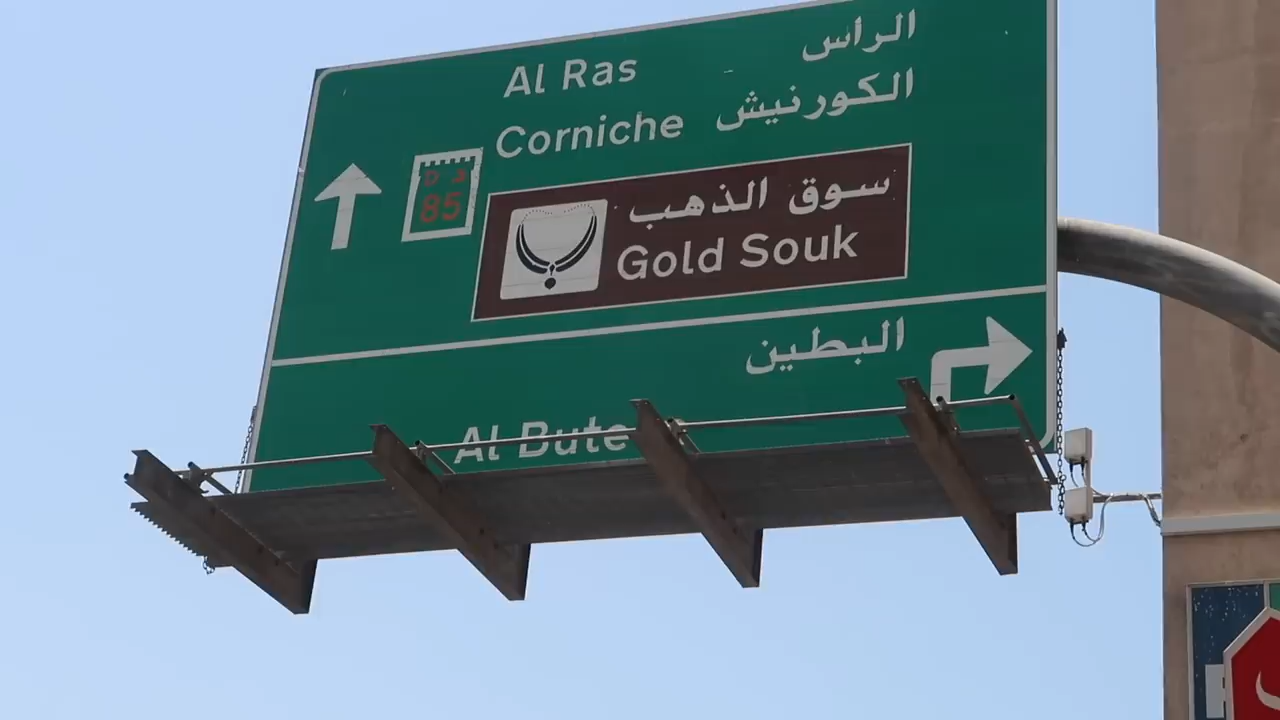 الراس
Al Ras
الكورنيش
Corniche
D د
85
سوق الذهب
Gold Souk
البطين
Al Bute